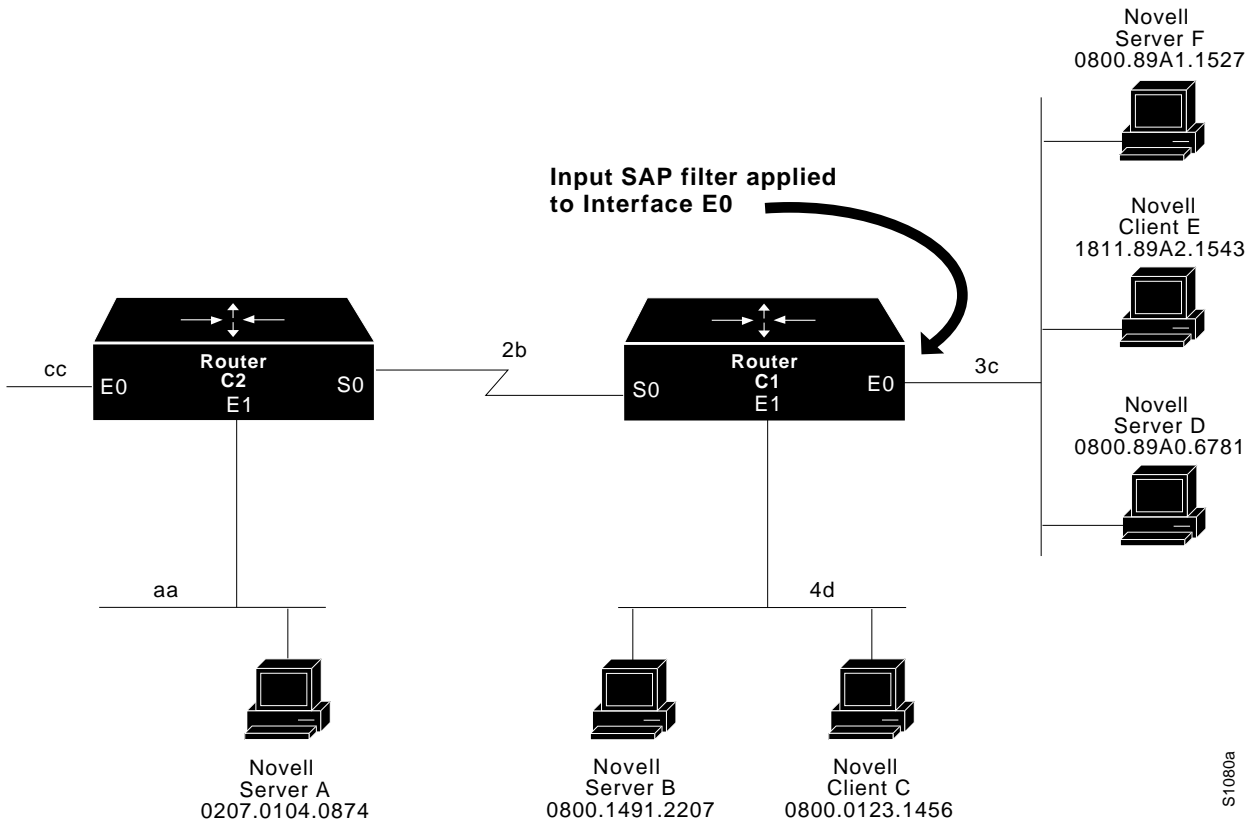 Novell
Server F
0800.89A1.1527
Input SAP filter applied
to Interface E0
Novell
Client E
1811.89A2.1543
cc
E0
Router
C2
E1
S0
2b
S0
Router
C1
E1
E0
3c
Novell
Server D
0800.89A0.6781
aa
4d
Novell
Server A
0207.0104.0874
Novell
Server B
0800.1491.2207
Novell
Client C
0800.0123.1456
S1080a